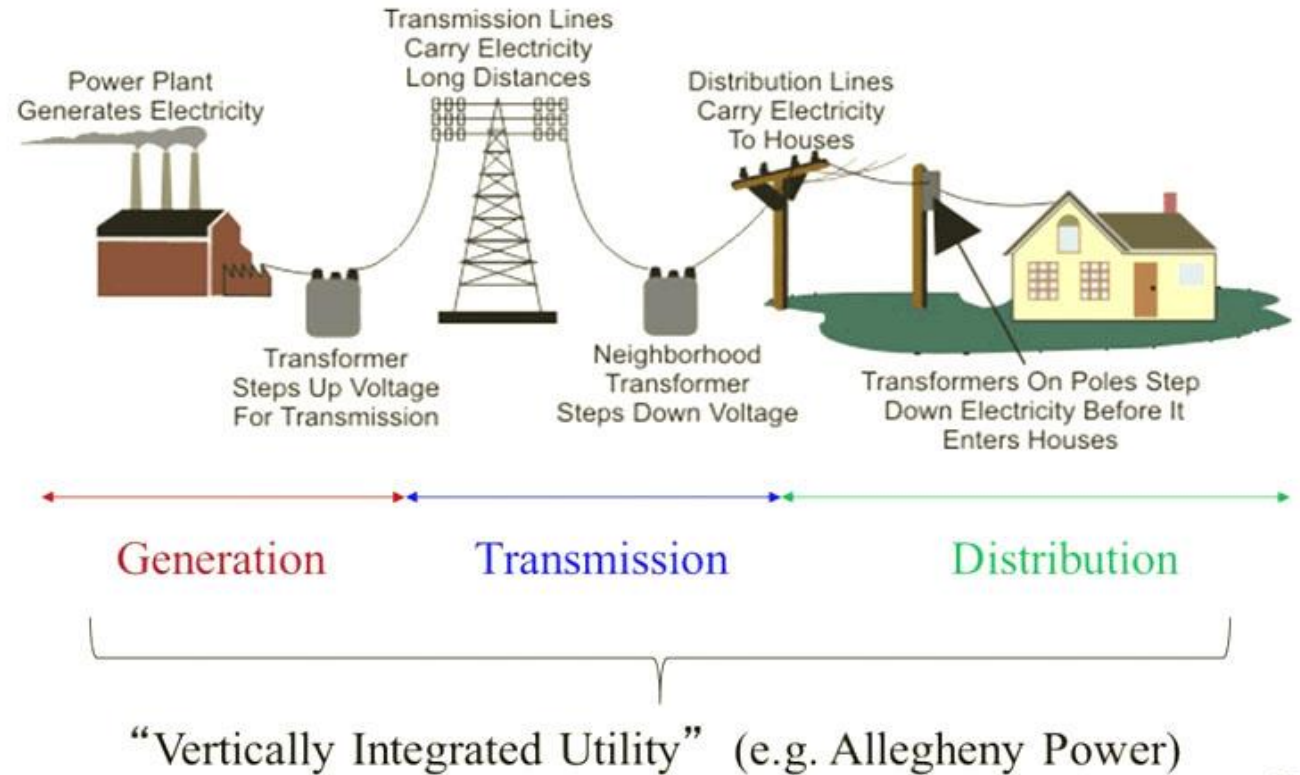 Transmission Lines
Carry Electricity
Long Distances
Power Plant
Generates Electricity
Distribution Lines
Carry Electricity
To Houses
Transformer
Steps Up Voltage
For Transmission
Neighborhood
Transformer
Steps Down Voltage
Transformers On Poles Step
Down Electricity Before It
Enters Houses
Generation
Transmission
Distribution
“Vertically Integrated Utility” (e.g. Allegheny Power)